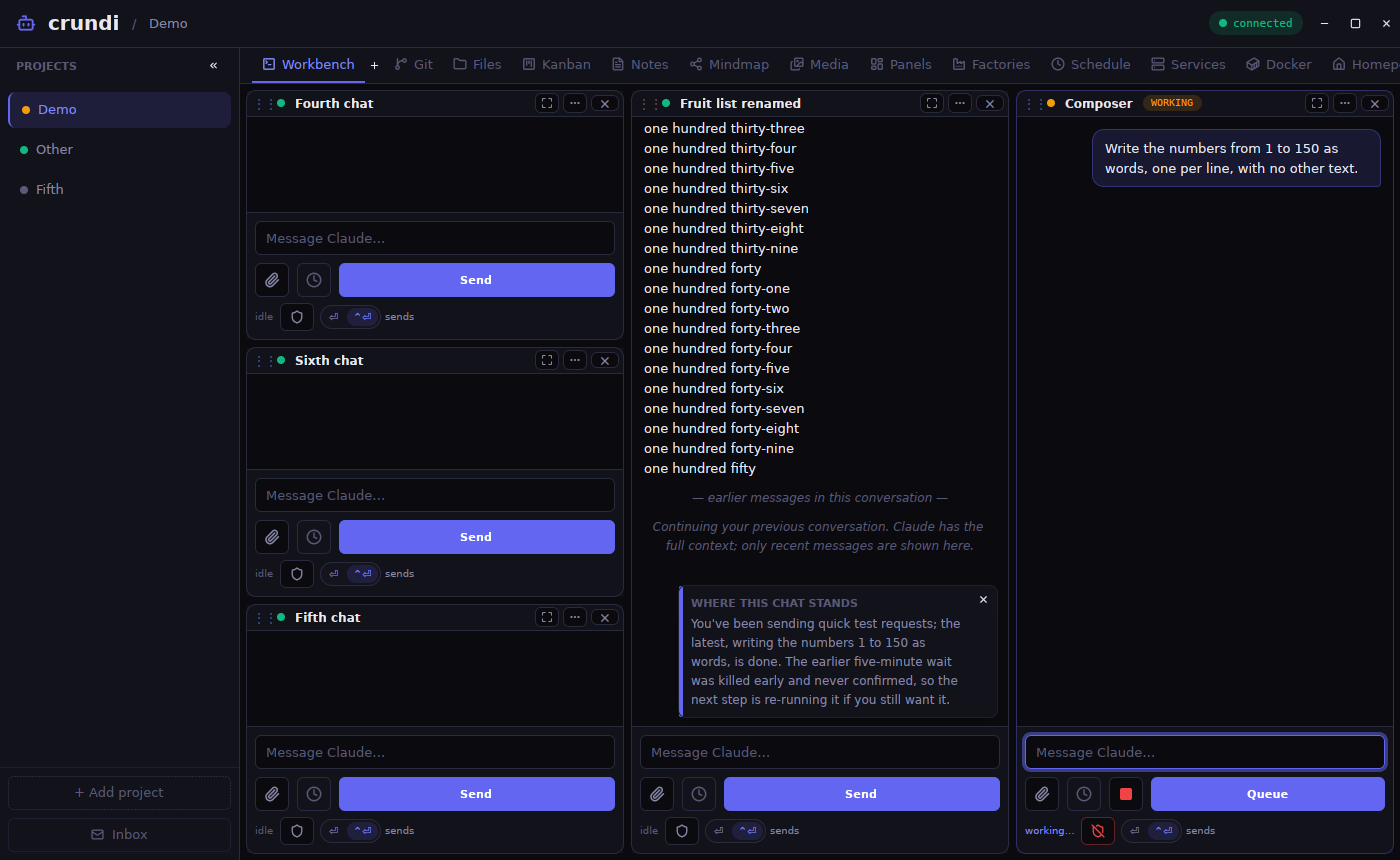 crundi / Demo
connected
PROJECTS «
Demo
Other
Fifth
+ Add project
Inbox
Workbench + Git Files Kanban Notes Mindmap Media Panels Factories Schedule Services Docker Homep
Fourth chat
Message Claude...
Send
idle
sends
Sixth chat
Message Claude...
Send
idle
sends
Fifth chat
Message Claude...
Send
idle
sends
Fruit list renamed
one hundred thirty-three
one hundred thirty-four
one hundred thirty-five
one hundred thirty-six
one hundred thirty-seven
one hundred thirty-eight
one hundred thirty-nine
one hundred forty
one hundred forty-one
one hundred forty-two
one hundred forty-three
one hundred forty-four
one hundred forty-five
one hundred forty-six
one hundred forty-seven
one hundred forty-eight
one hundred forty-nine
one hundred fifty
— earlier messages in this conversation —
Continuing your previous conversation. Claude has the
full context; only recent messages are shown here.
WHERE THIS CHAT STANDS
You've been sending quick test requests; the
latest, writing the numbers 1 to 150 as
words, is done. The earlier five-minute wait
was killed early and never confirmed, so the
next step is re-running it if you still want it.
Message Claude...
Send
idle
sends
Composer WORKING
Write the numbers from 1 to 150 as
words, one per line, with no other text.
Message Claude...
Queue
working...
sends